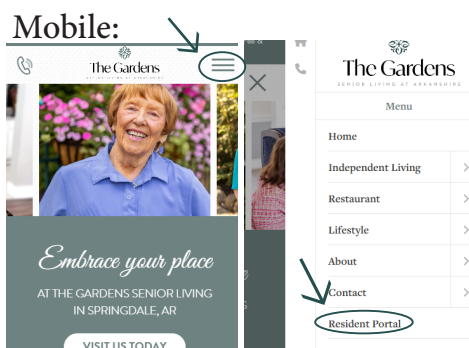 Mobile:
The Gardens
Embrace your place
AT THE GARDENS SENIOR LIVING
IN SPRINGDALE, AR
VISIT US TODAY
&
S
The Gardens
SENIOR LIVING AT ARKANSHIRE
Menu
Home
Independent Living
Restaurant
Lifestyle
About
Contact
Resident Portal